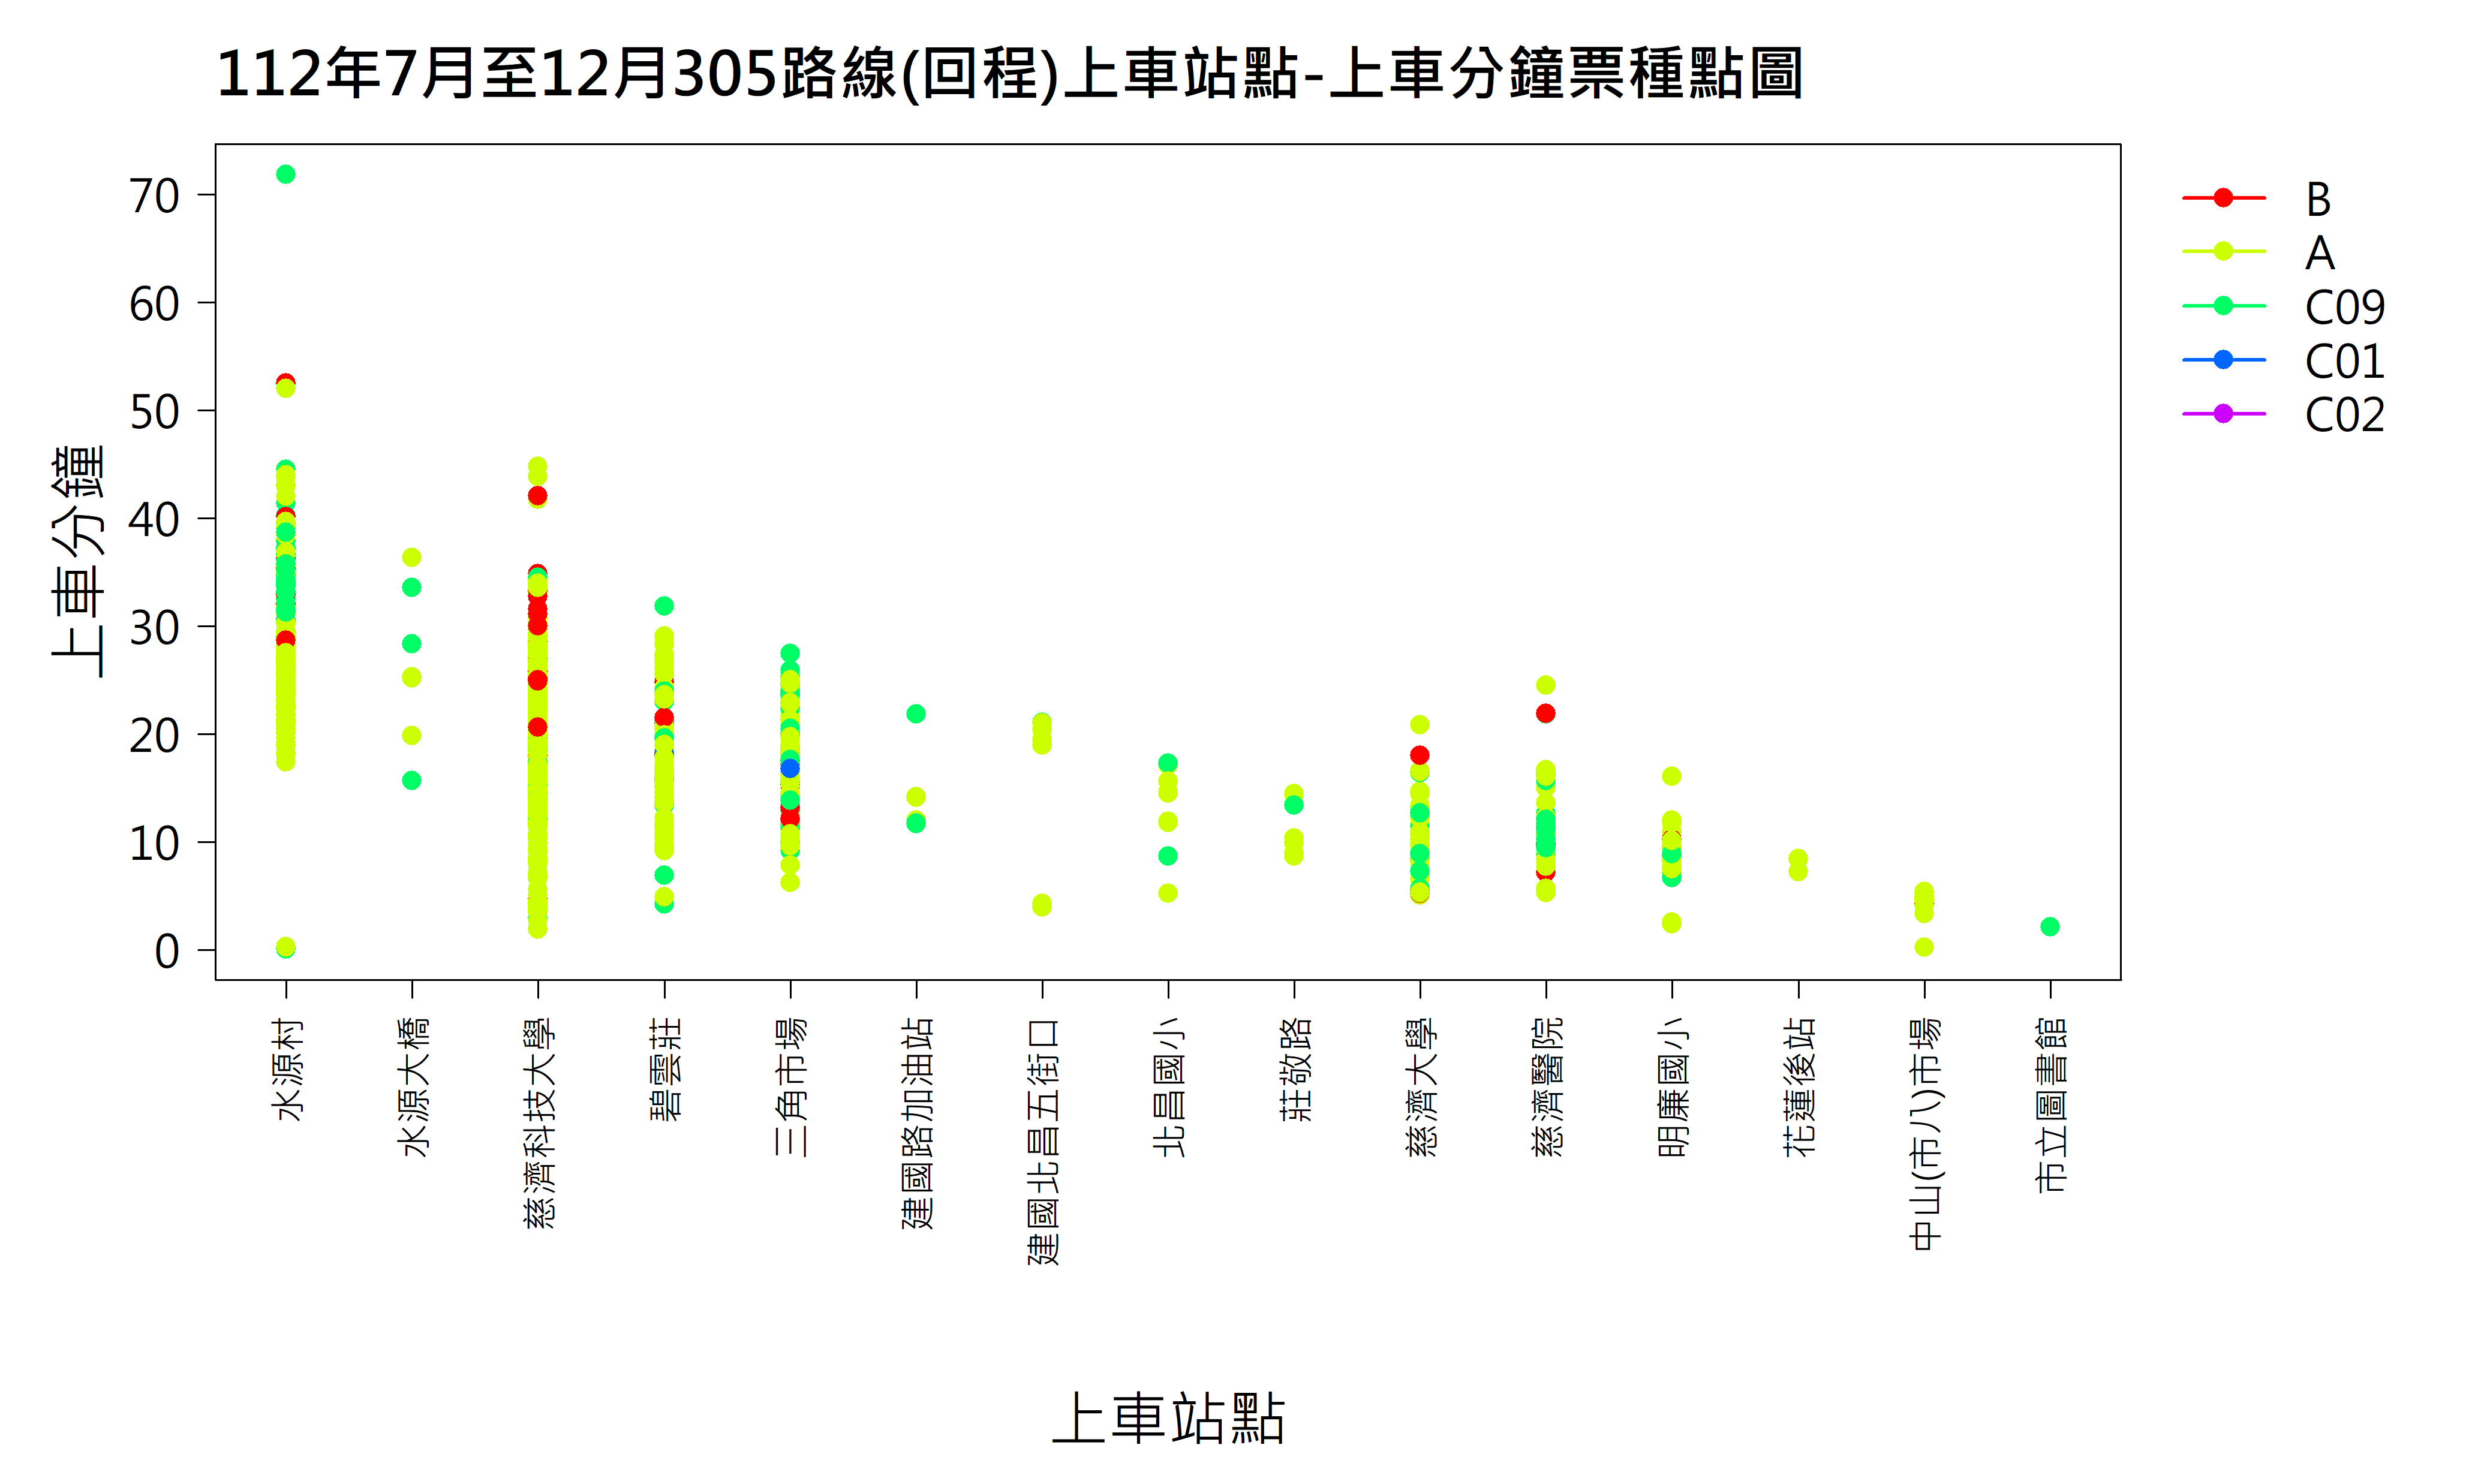 112年7月至12月305路線(回程)上車站點-上車分鐘票種點圖
上車分鐘
70
60
50
40
30
20
10
0
B
A
C09
C01
C02
水源村
水源大橋
慈濟科技大學
碧雲莊
三角市場
建國路加油站
建國北昌五街口
北昌國小
莊敬路
慈濟大學
慈濟醫院
明廉國小
花蓮後站
中山(市八)市場
市立圖書館
上車站點